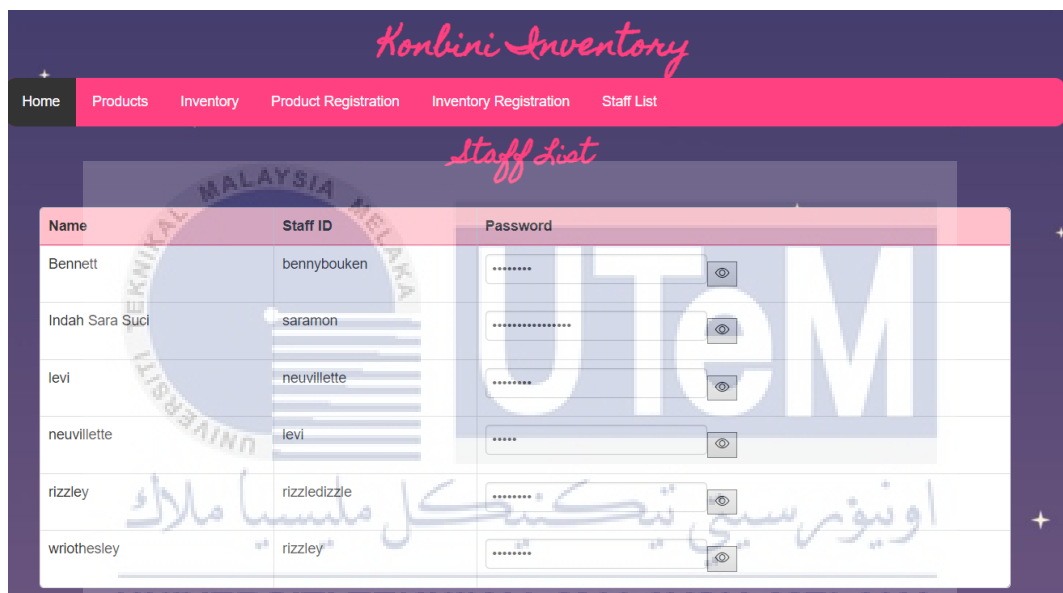 Konbini Inventory
Home Products Inventory Product Registration Inventory Registration Staff List
Staff List
UNIVERSITI TEKNIKAL MALAYSIA MELAKA
UTeM
Name Staff ID Password
Bennett bennybouken ••••••••
Indah Sara Suci saramon ••••••••••••••••
levi neuvillette ••••••••
neuvillette levi •••••
rizzley rizzledizzle ••••••••
wriothesley rizzley ••••••••
اونيۏرسيتي تيكنيكل مليسيا ملاك